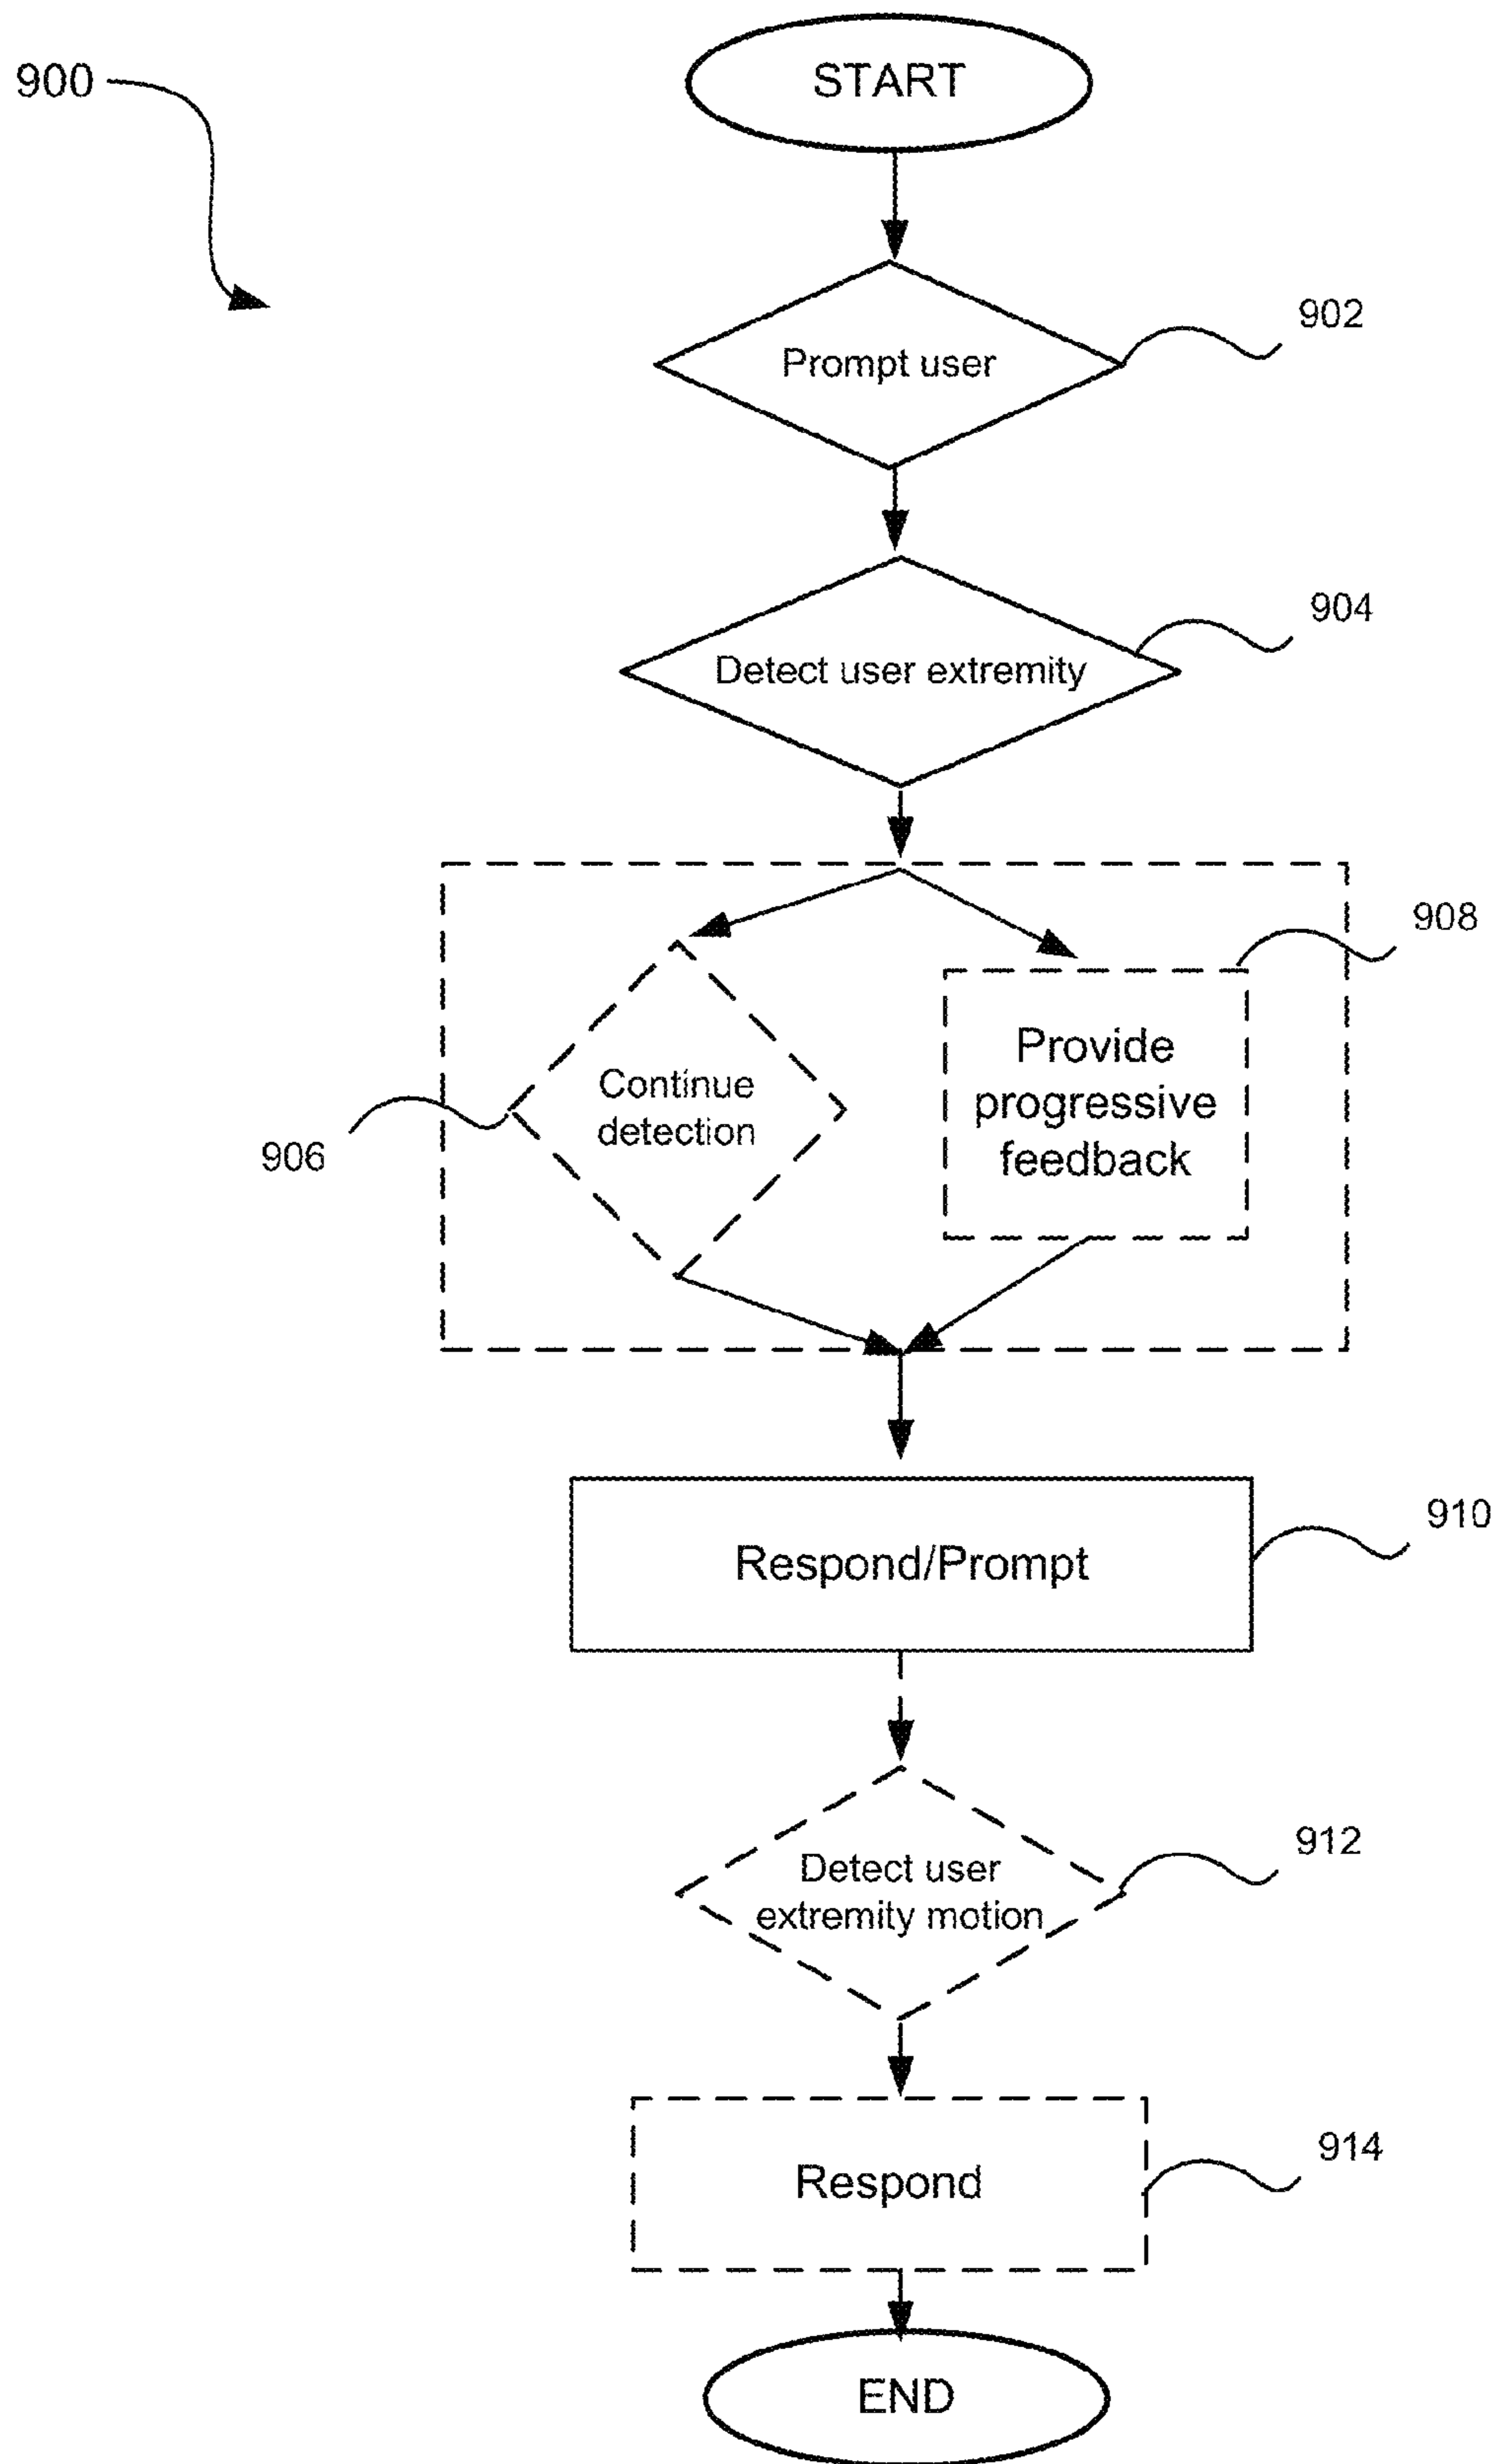 900
START
902
Prompt user
904
Detect user extremity
908
Provide
progressive
feedback
Continue
detection
906
910
Respond/Prompt
912
Detect user
extremity motion
914
Respond
END